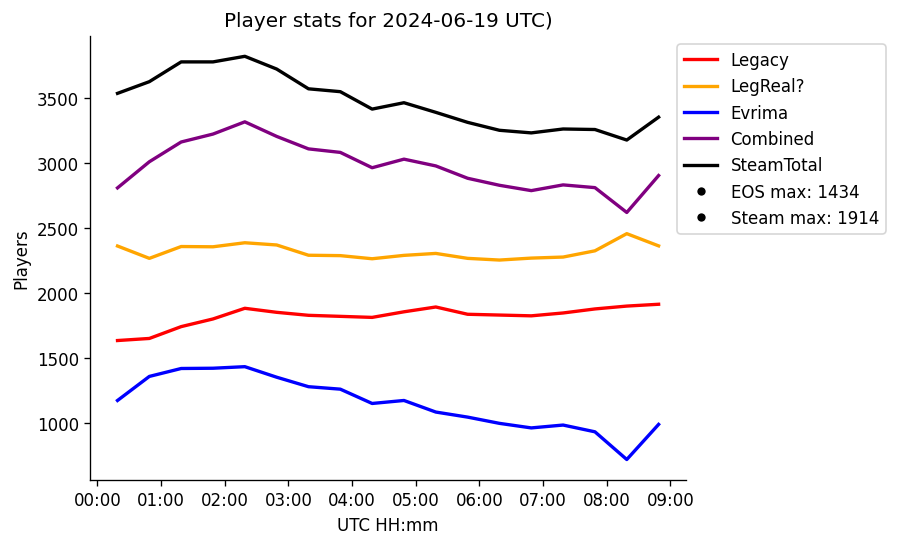 Player stats for 2024-06-19 UTC)
Legacy
LegReal?
Evrima
Combined
SteamTotal
EOS max: 1434
Steam max: 1914
Players
3500
3000
2500
2000
1500
1000
00:00 01:00 02:00 03:00 04:00 05:00 06:00 07:00 08:00 09:00
UTC HH:mm